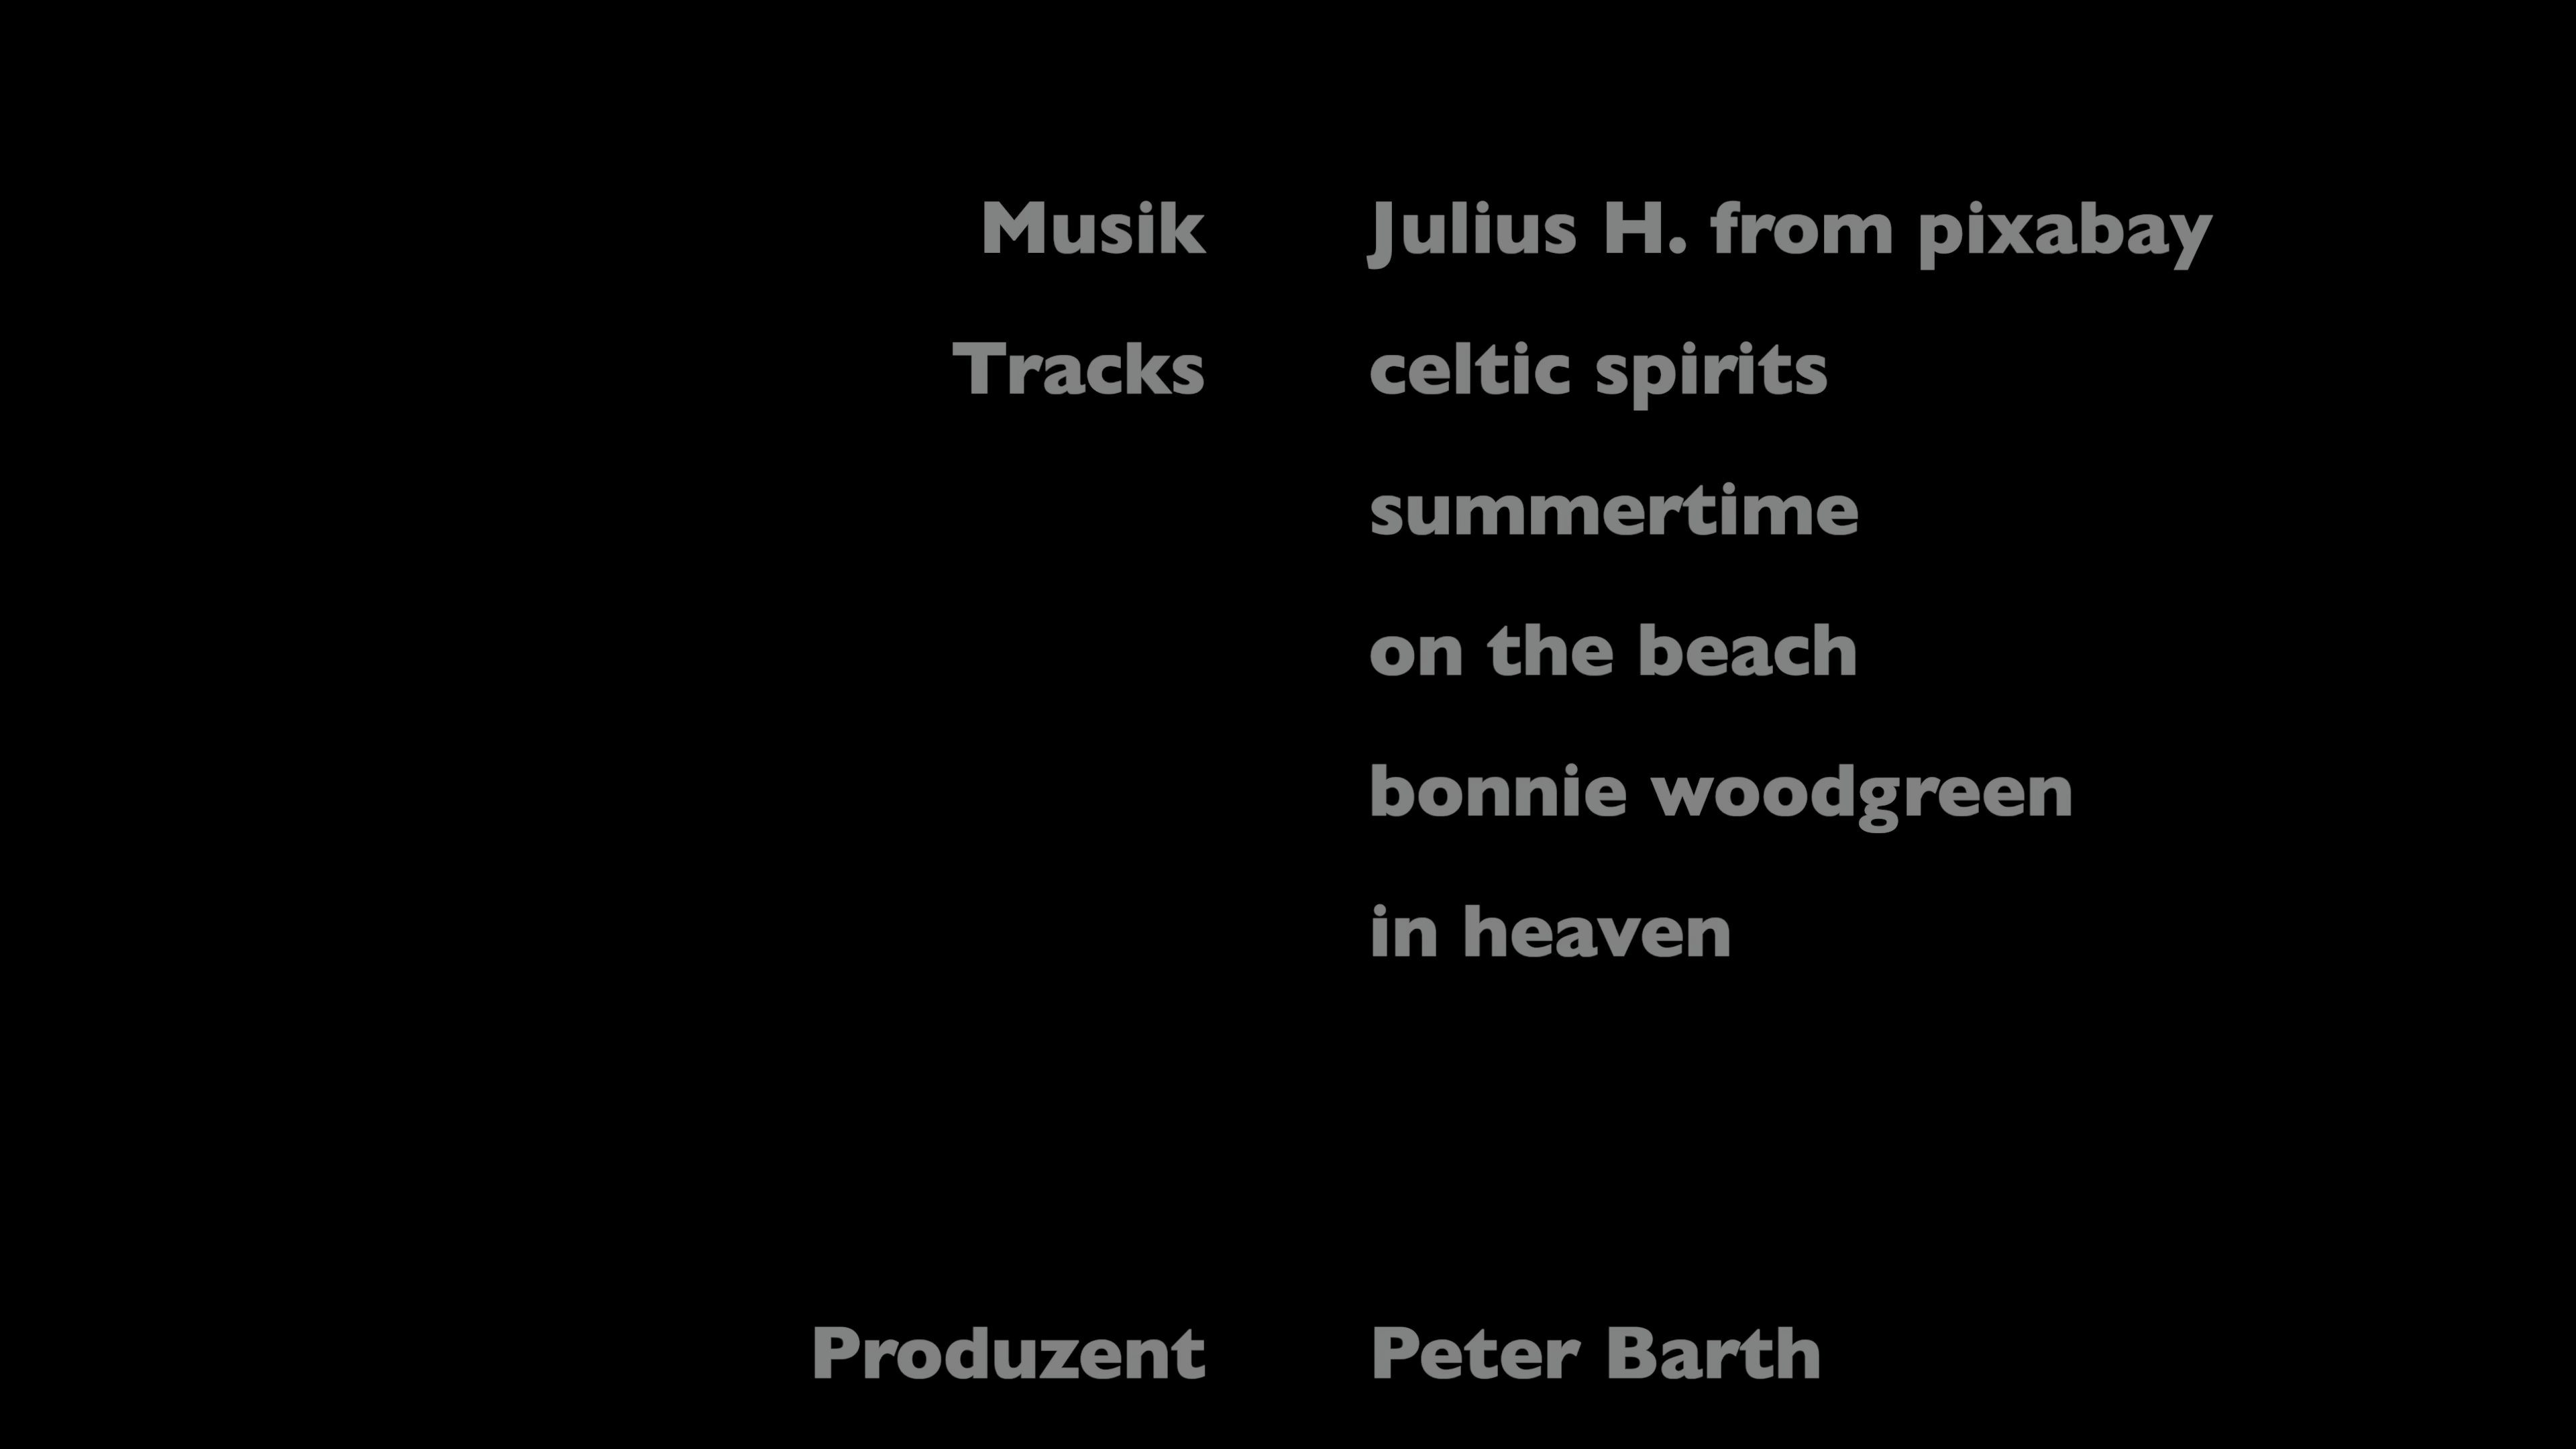 Musik Julius H. from pixabay
Tracks celtic spirits
summertime
on the beach
bonnie woodgreen
in heaven
Produzent Peter Barth